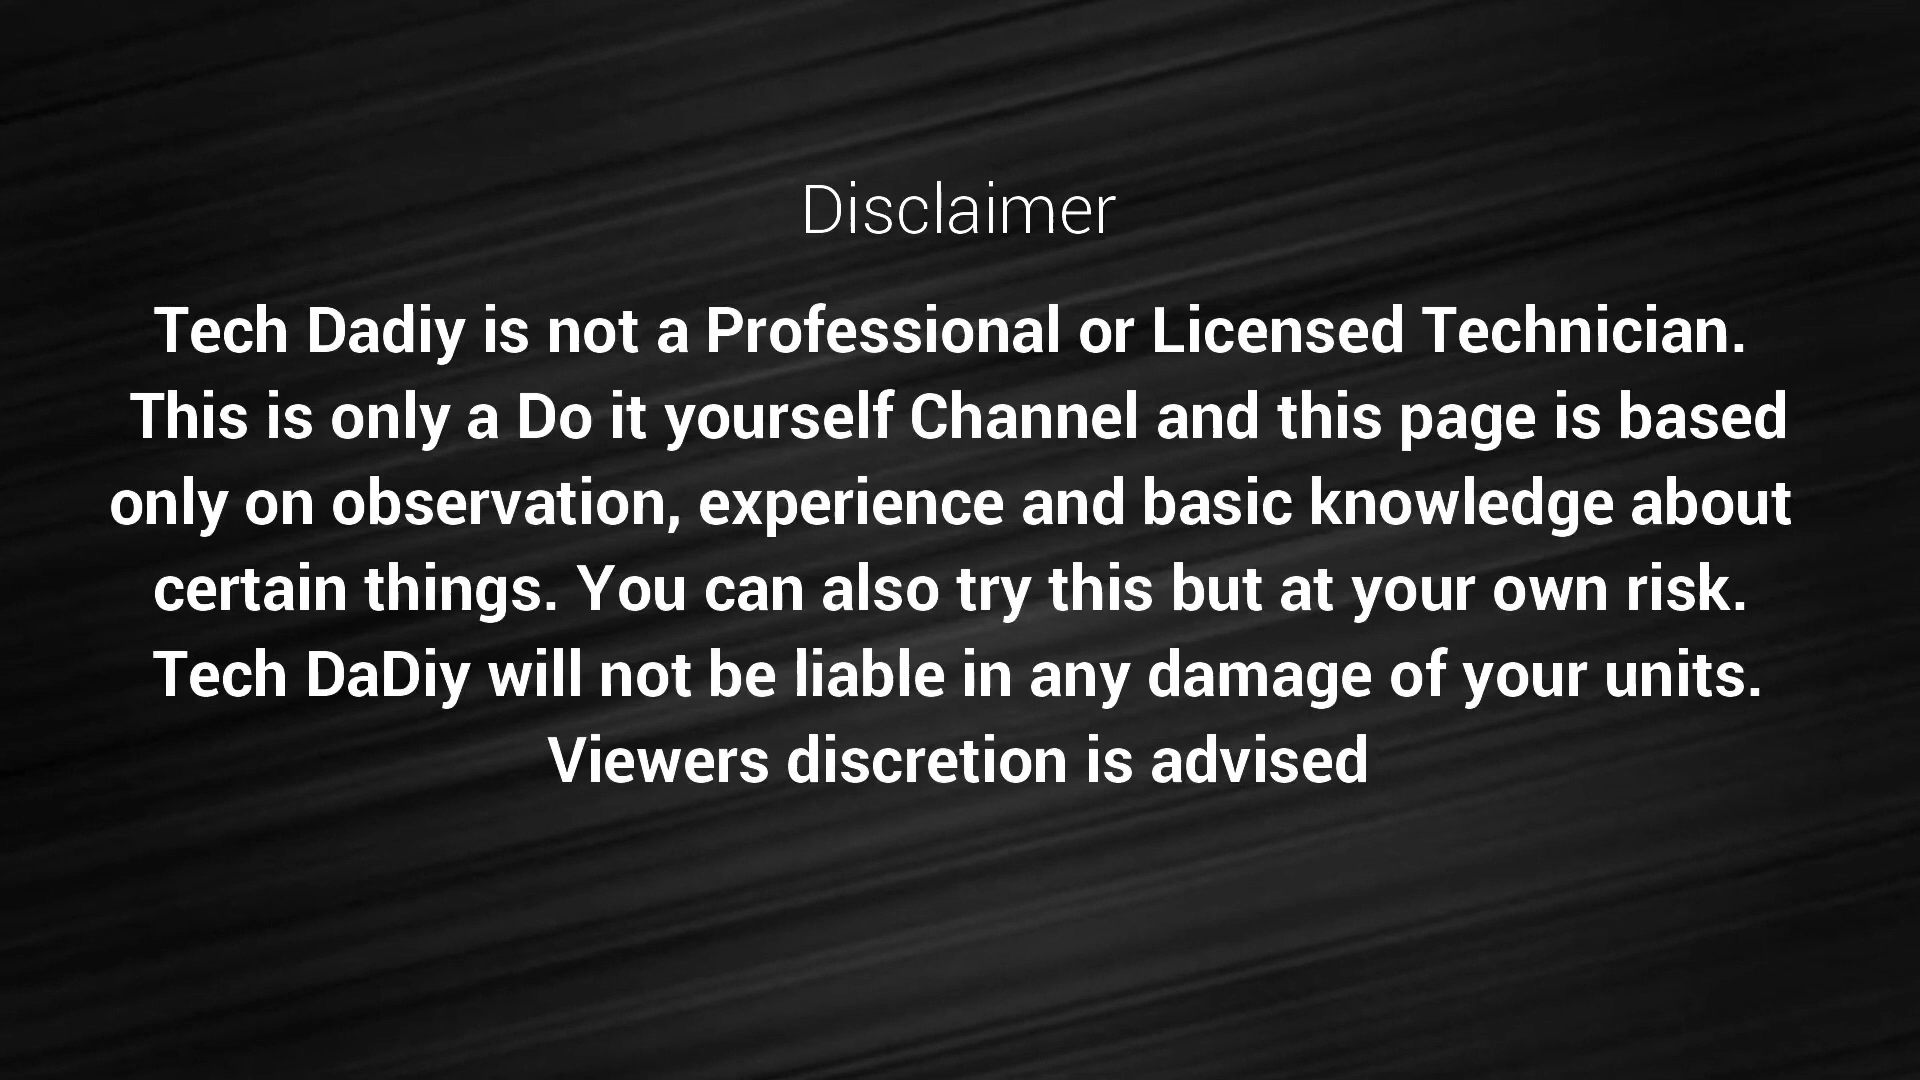 Disclaimer
Tech Dadiy is not a Professional or Licensed Technician.
This is only a Do it yourself Channel and this page is based
only on observation, experience and basic knowledge about
certain things. You can also try this but at your own risk.
Tech DaDiy will not be liable in any damage of your units.
Viewers discretion is advised